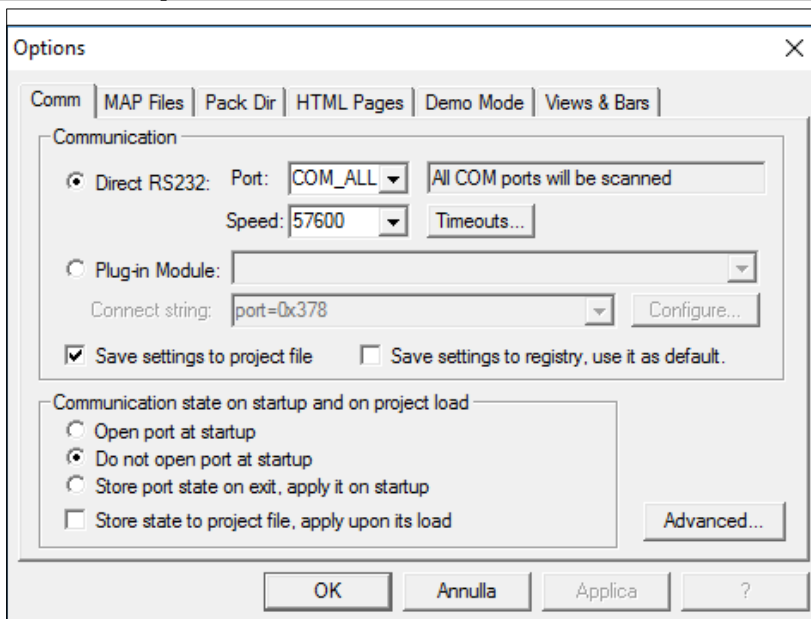 Options
Comm MAP Files Pack Dir HTML Pages Demo Mode Views & Bars
Communication
Direct RS232: Port: COM_ALL All COM ports will be scanned
Speed: 57600 Timeouts...
Plug-in Module:
Connect string: port=0x378 Configure...
Save settings to project file Save settings to registry, use it as default.
Communication state on startup and on project load
Open port at startup
Do not open port at startup
Store port state on exit, apply it on startup
Store state to project file, apply upon its load Advanced...
OK Annulla Applica ?